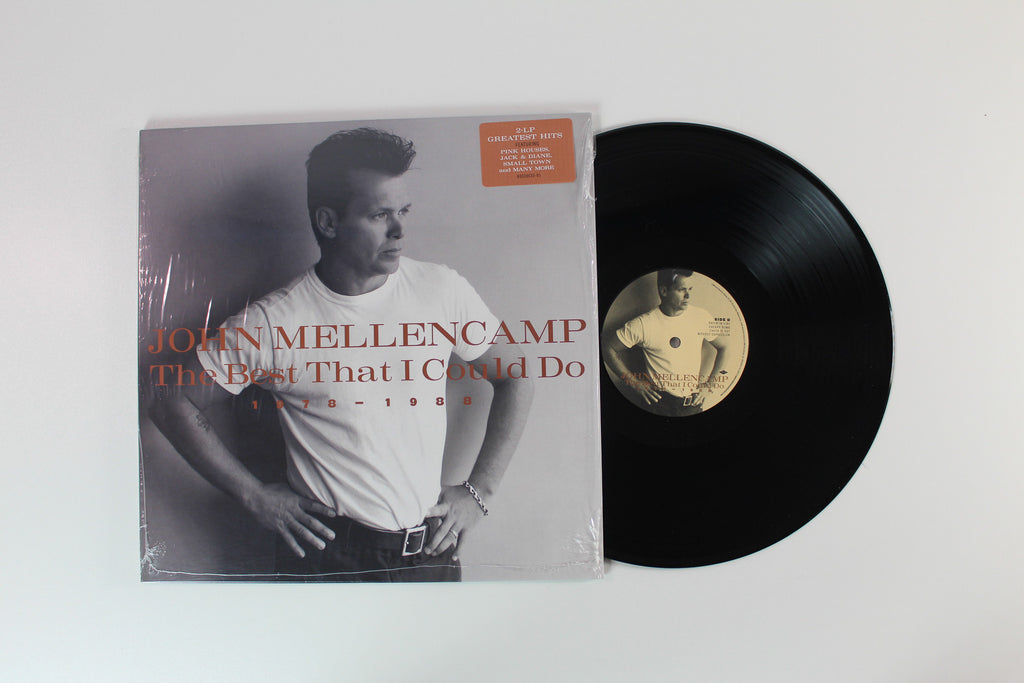 2-LP
GREATEST HITS
FEATURING
PINK HOUSES,
JACK & DIANE,
SMALL TOWN
and MANY MORE
JOHN MELLENCAMP
The Best That I Could Do
1978-1988
SIDE
JOHN MELLENCAMP
The Best That I Could Do